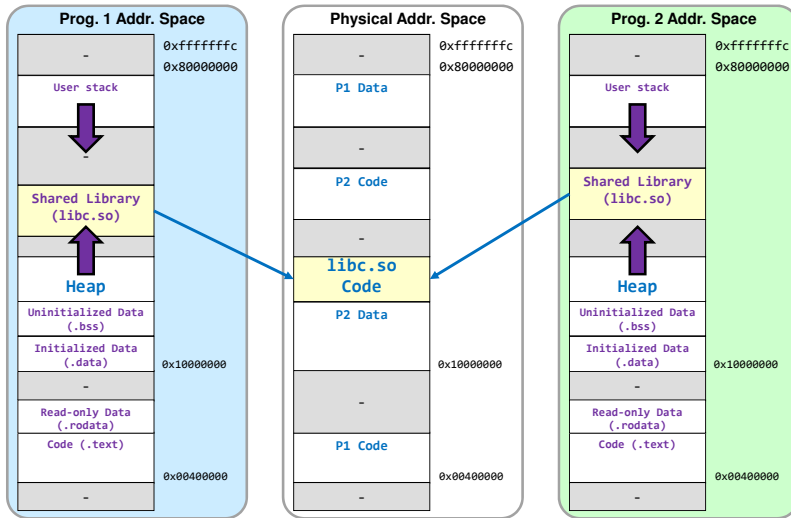 Prog. 1 Addr. Space
-
0xfffffffc
0x80000000
User stack
-
Shared Library
(libc.so)
-
Heap
Uninitialized Data
(.bss)
Initialized Data
(.data)
0x10000000
-
Read-only Data
(.rodata)
Code (.text)
0x00400000
-
Physical Addr. Space
-
0xfffffffc
0x80000000
P1 Data
-
P2 Code
-
libc.so
Code
P2 Data
0x10000000
-
P1 Code
0x00400000
-
Prog. 2 Addr. Space
-
0xfffffffc
0x80000000
User stack
-
Shared Library
(libc.so)
-
Heap
Uninitialized Data
(.bss)
Initialized Data
(.data)
0x10000000
-
Read-only Data
(.rodata)
Code (.text)
0x00400000
-